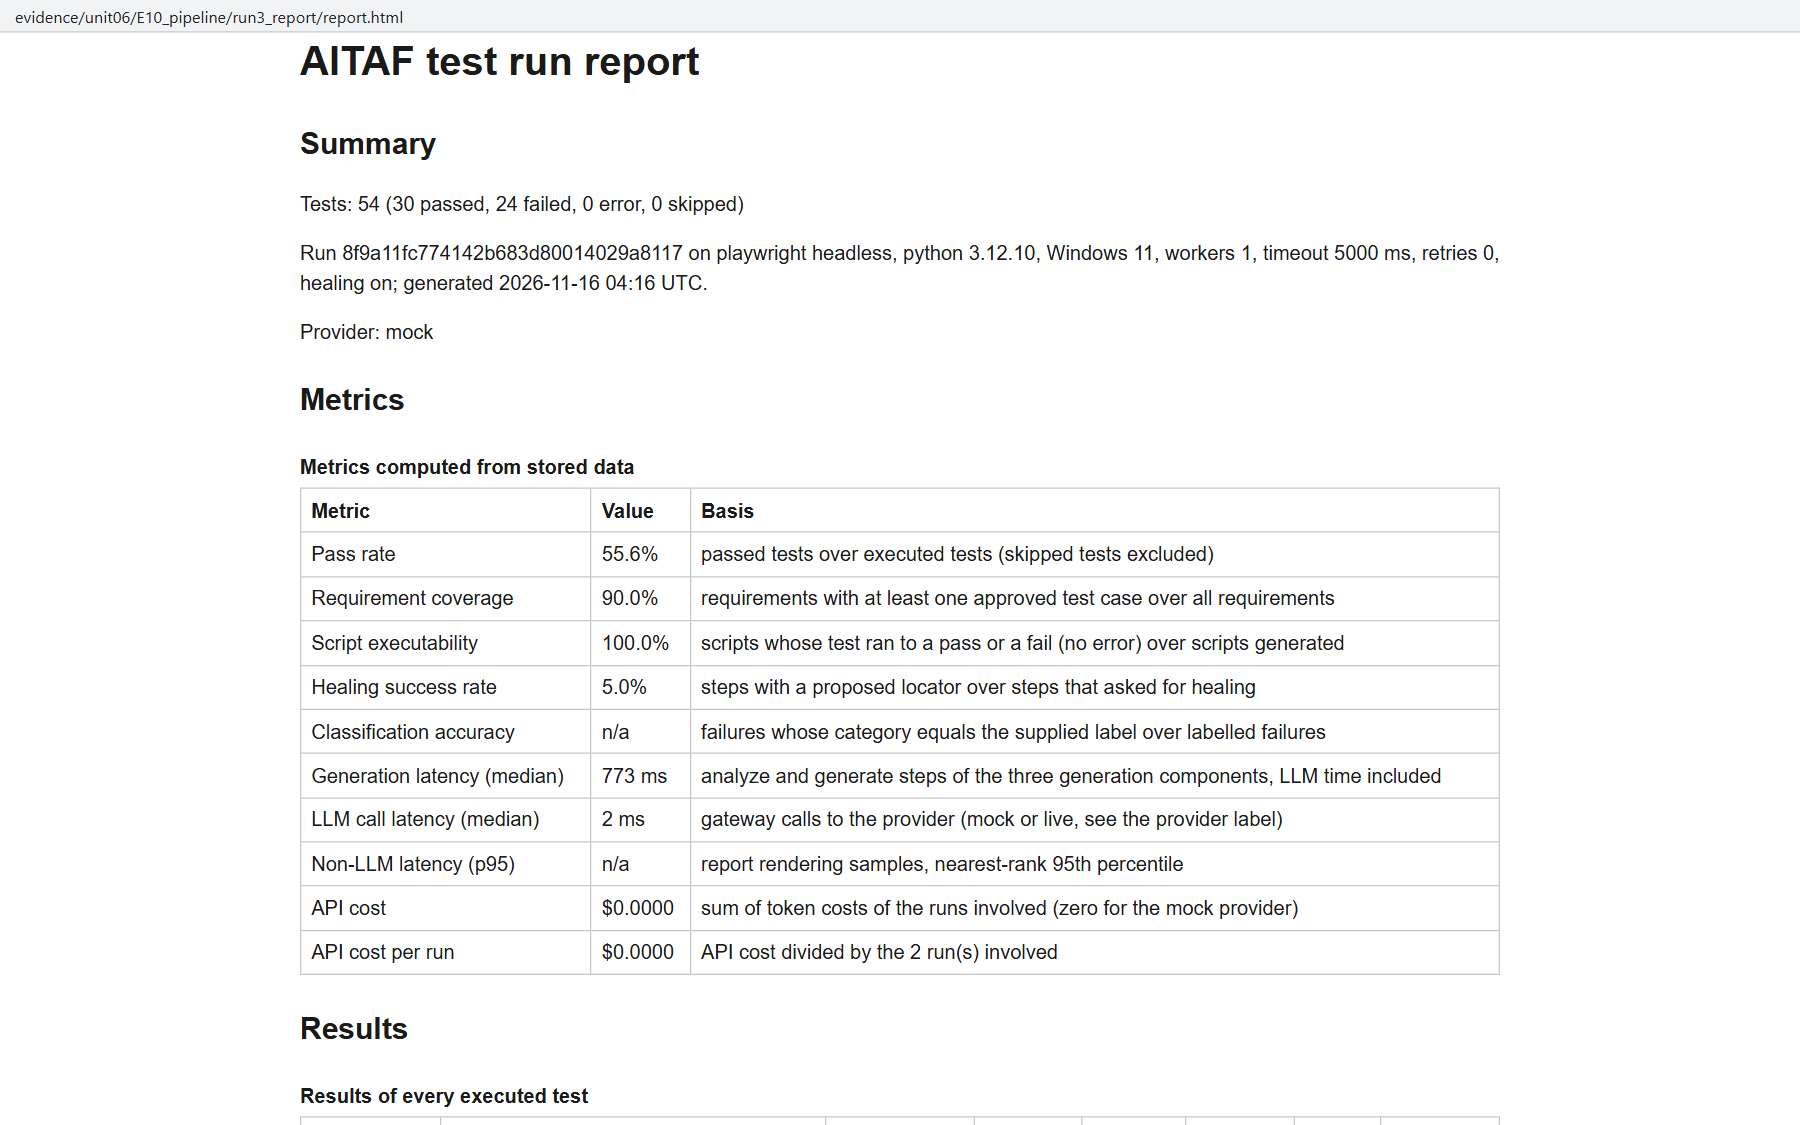 evidence/unit06/E10_pipeline/run3_report/report.html
AITAF test run report
Summary
Tests: 54 (30 passed, 24 failed, 0 error, 0 skipped)
Run 8f9a11fc774142b683d80014029a8117 on playwright headless, python 3.12.10, Windows 11, workers 1, timeout 5000 ms, retries 0,
healing on; generated 2026-11-16 04:16 UTC.
Provider: mock
Metrics
Metrics computed from stored data
Metric Value Basis
Pass rate 55.6% passed tests over executed tests (skipped tests excluded)
Requirement coverage 90.0% requirements with at least one approved test case over all requirements
Script executability 100.0% scripts whose test ran to a pass or a fail (no error) over scripts generated
Healing success rate 5.0% steps with a proposed locator over steps that asked for healing
Classification accuracy n/a failures whose category equals the supplied label over labelled failures
Generation latency (median) 773 ms analyze and generate steps of the three generation components, LLM time included
LLM call latency (median) 2 ms gateway calls to the provider (mock or live, see the provider label)
Non-LLM latency (p95) n/a report rendering samples, nearest-rank 95th percentile
API cost $0.0000 sum of token costs of the runs involved (zero for the mock provider)
API cost per run $0.0000 API cost divided by the 2 run(s) involved
Results
Results of every executed test